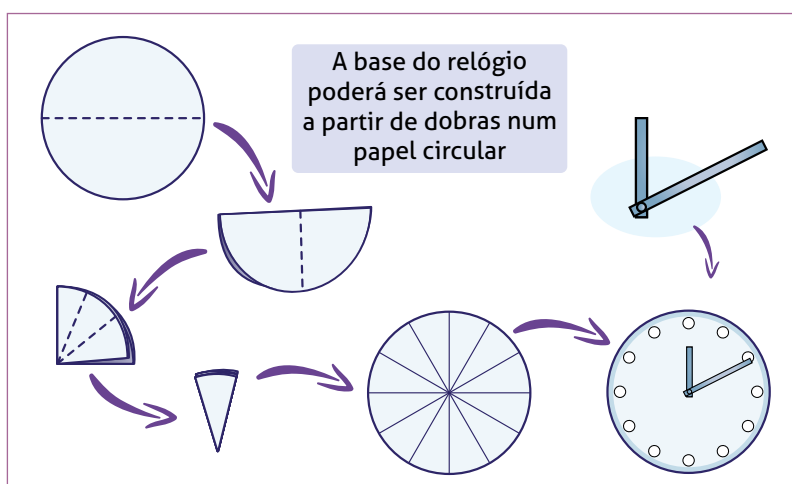 A base do relógio
poderá ser construída
a partir de dobras num
papel circular